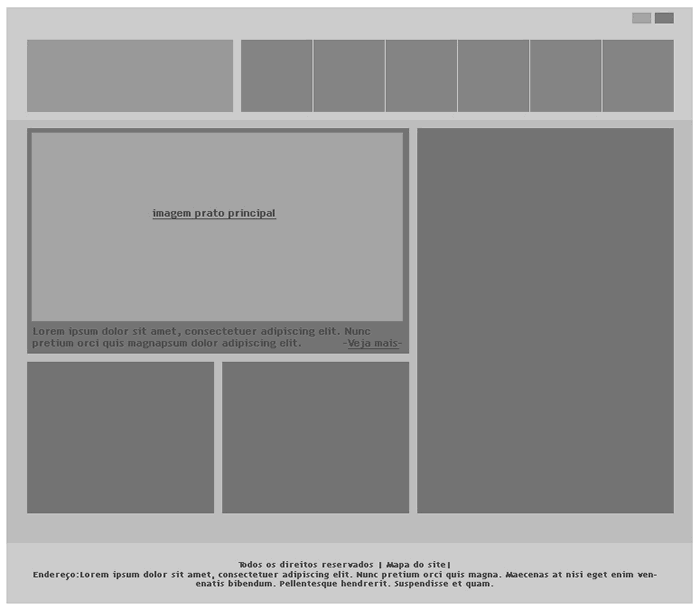 imagem prato principal
Lorem ipsum dolor sit amet, consectetuer adipiscing elit. Nunc
pretium orci quis magnapsum dolor adipiscing elit. -Veja mais-
Todos os direitos reservados | Mapa do site|
Endereço:Lorem ipsum dolor sit amet, consectetuer adipiscing elit. Nunc pretium orci quis magna. Maecenas at nisi eget enim ven-
enatis bibendum. Pellentesque hendrerit. Suspendisse et quam.